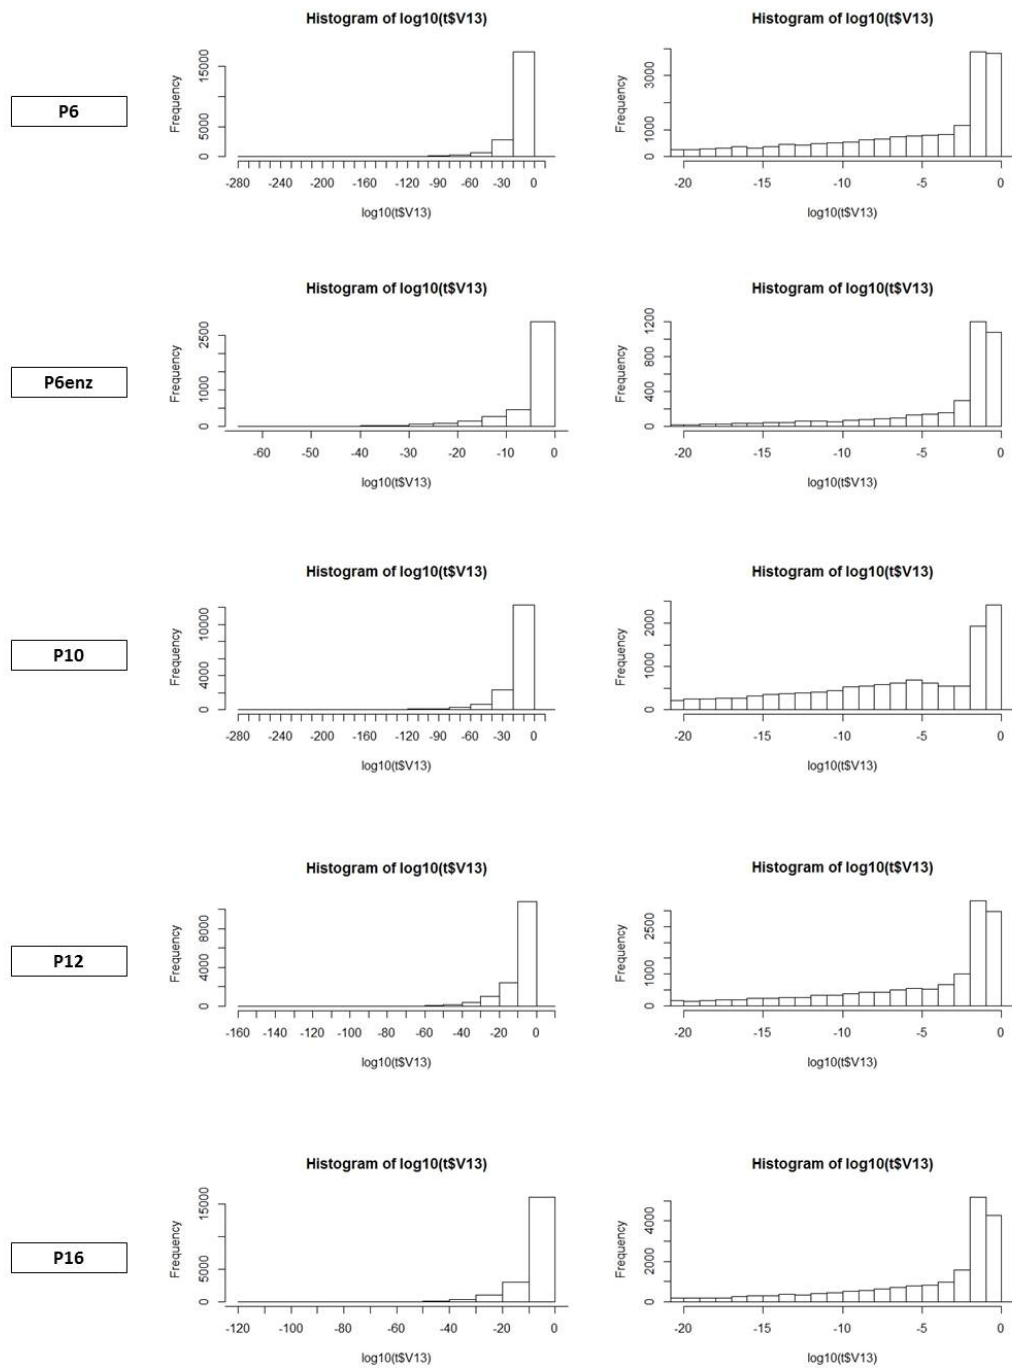 Histogram of log10(t$V13) Histogram of log10(t$V13)
P6
Frequency
0 5000 15000
-280 -240 -200 -160 -120 -90 -60 -30 0
log10(t$V13)
Frequency
0 1000 3000
-20 -15 -10 -5 0
log10(t$V13)
Histogram of log10(t$V13) Histogram of log10(t$V13)
P6enz
Frequency
0 1000 2500
-60 -50 -40 -30 -20 -10 0
log10(t$V13)
Frequency
0 400 800 1200
-20 -15 -10 -5 0
log10(t$V13)
Histogram of log10(t$V13) Histogram of log10(t$V13)
P10
Frequency
0 4000 10000
-280 -240 -200 -160 -120 -90 -60 -30 0
log10(t$V13)
Frequency
0 1000 2000
-20 -15 -10 -5 0
log10(t$V13)
Histogram of log10(t$V13) Histogram of log10(t$V13)
P12
Frequency
0 4000 8000
-160 -140 -120 -100 -80 -60 -40 -20 0
log10(t$V13)
Frequency
0 1000 2500
-20 -15 -10 -5 0
log10(t$V13)
Histogram of log10(t$V13) Histogram of log10(t$V13)
P16
Frequency
0 5000 15000
-120 -100 -80 -60 -40 -20 0
log10(t$V13)
Frequency
0 2000 4000
-20 -15 -10 -5 0
log10(t$V13)